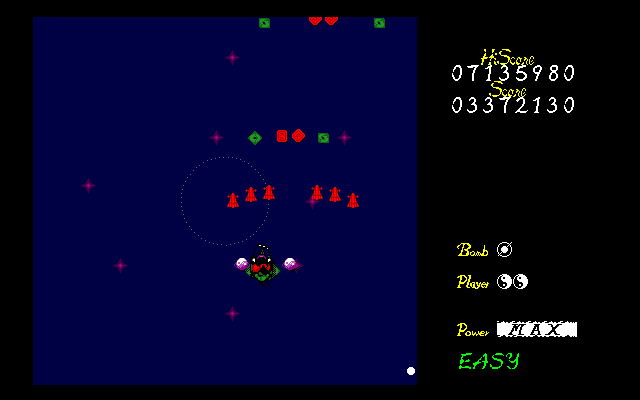 HiScore
07135980
Score
03372130
Bomb
Player
Power MAX
EASY